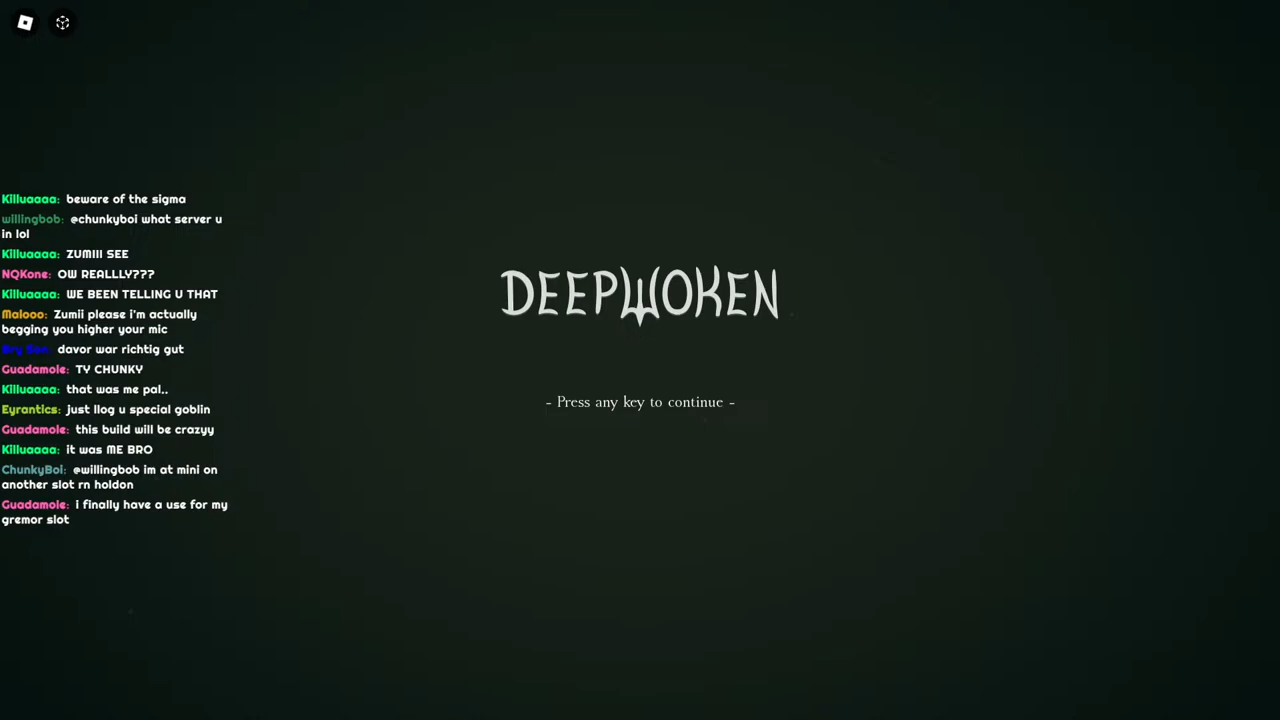 Killuaaaa: beware of the sigma
willingbob: @chunkyboi what server u
in lol
Killuaaaa: ZUMIII SEE
NQKone: OW REALLLY???
Killuaaaa: WE BEEN TELLING U THAT
Malooo: Zumii please i'm actually
begging you higher your mic
davor war richtig gut
Guadamole: TY CHUNKY
Killuaaaa: that was me pal..
Eyrantics: just llog u special goblin
Guadamole: this build will be crazyy
Killuaaaa: it was ME BRO
ChunkyBoi: @willingbob im at mini on
another slot rn holdon
Guadamole: i finally have a use for my
gremor slot
DEEPWOKEN
- Press any key to continue -